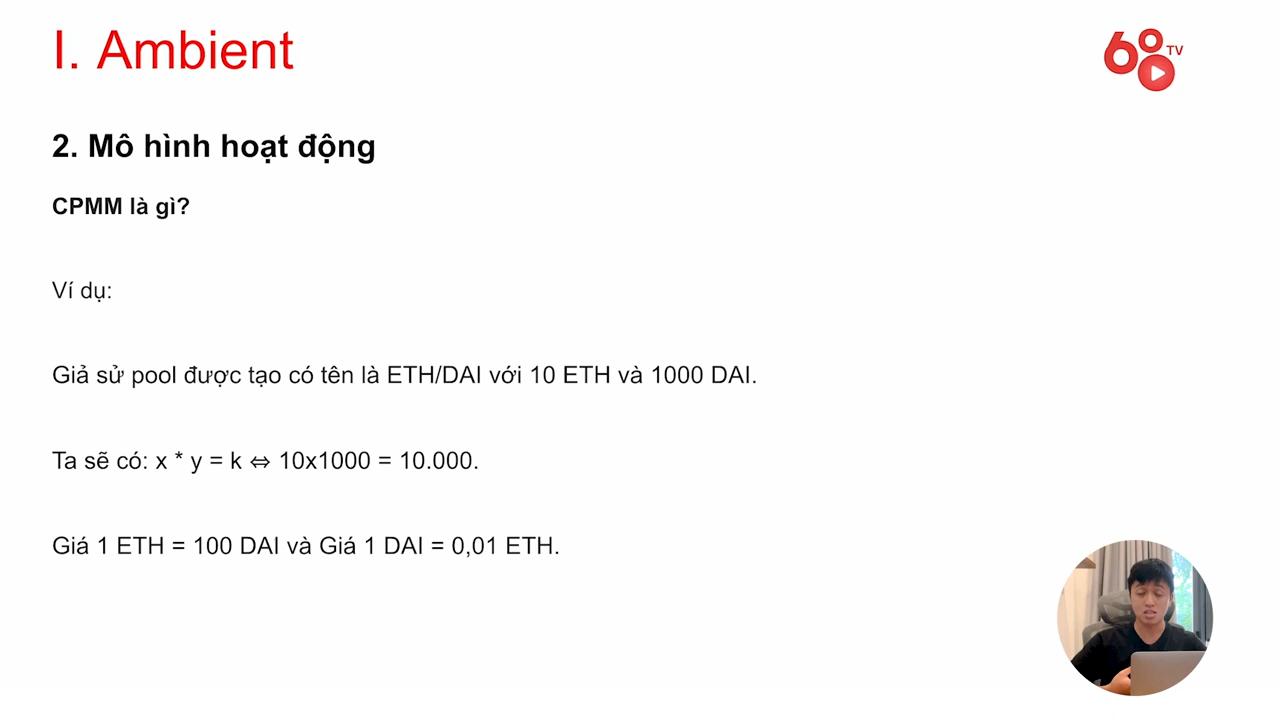 I. Ambient
68 TV
2. Mô hình hoạt động
CPMM là gì?
Ví dụ:
Giả sử pool được tạo có tên là ETH/DAI với 10 ETH và 1000 DAI.
Ta sẽ có: x * y = k ⇔ 10x1000 = 10.000.
Giá 1 ETH = 100 DAI và Giá 1 DAI = 0,01 ETH.